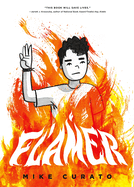 "THIS BOOK WILL SAVE LIVES."
FLAMER
MIKE CURATO